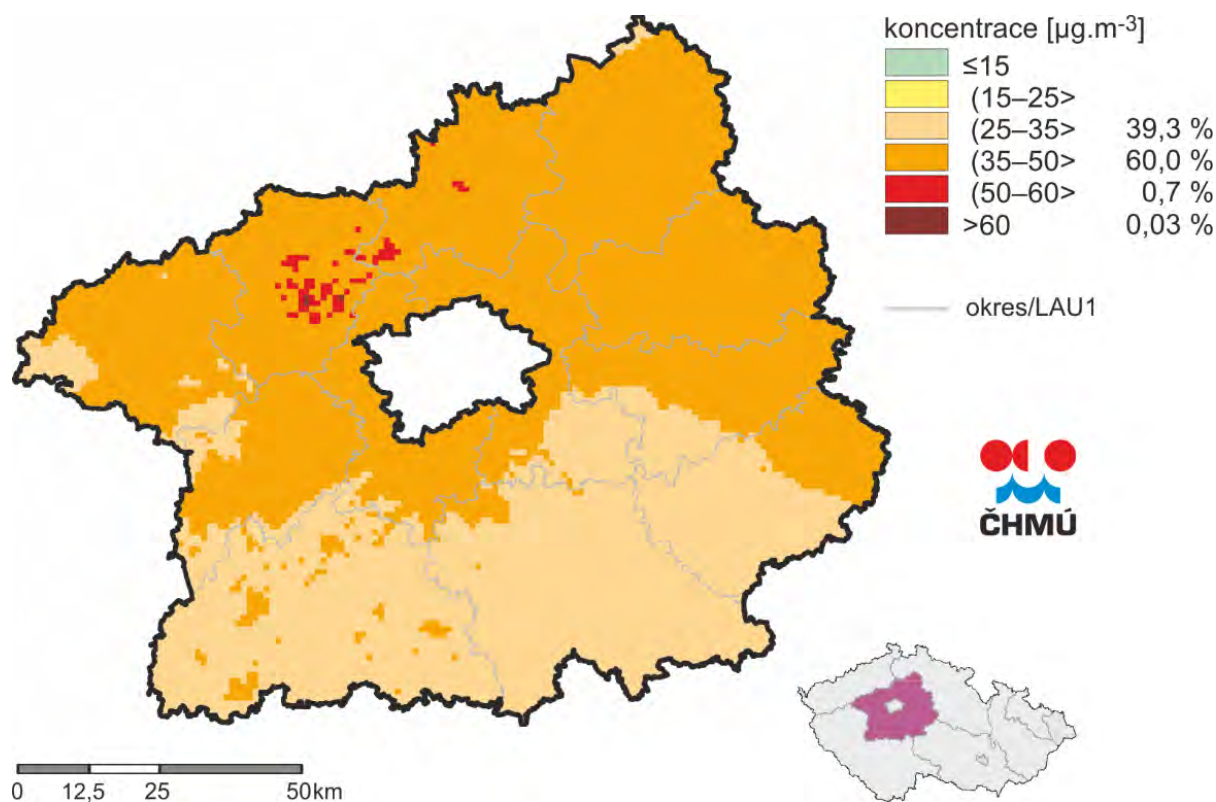 koncentrace [µg.m-3]
≤15
(15–25>
(25–35> 39,3 %
(35–50> 60,0 %
(50–60> 0,7 %
>60 0,03 %
okres/LAU1
ČHMÚ
0 12,5 25 50km